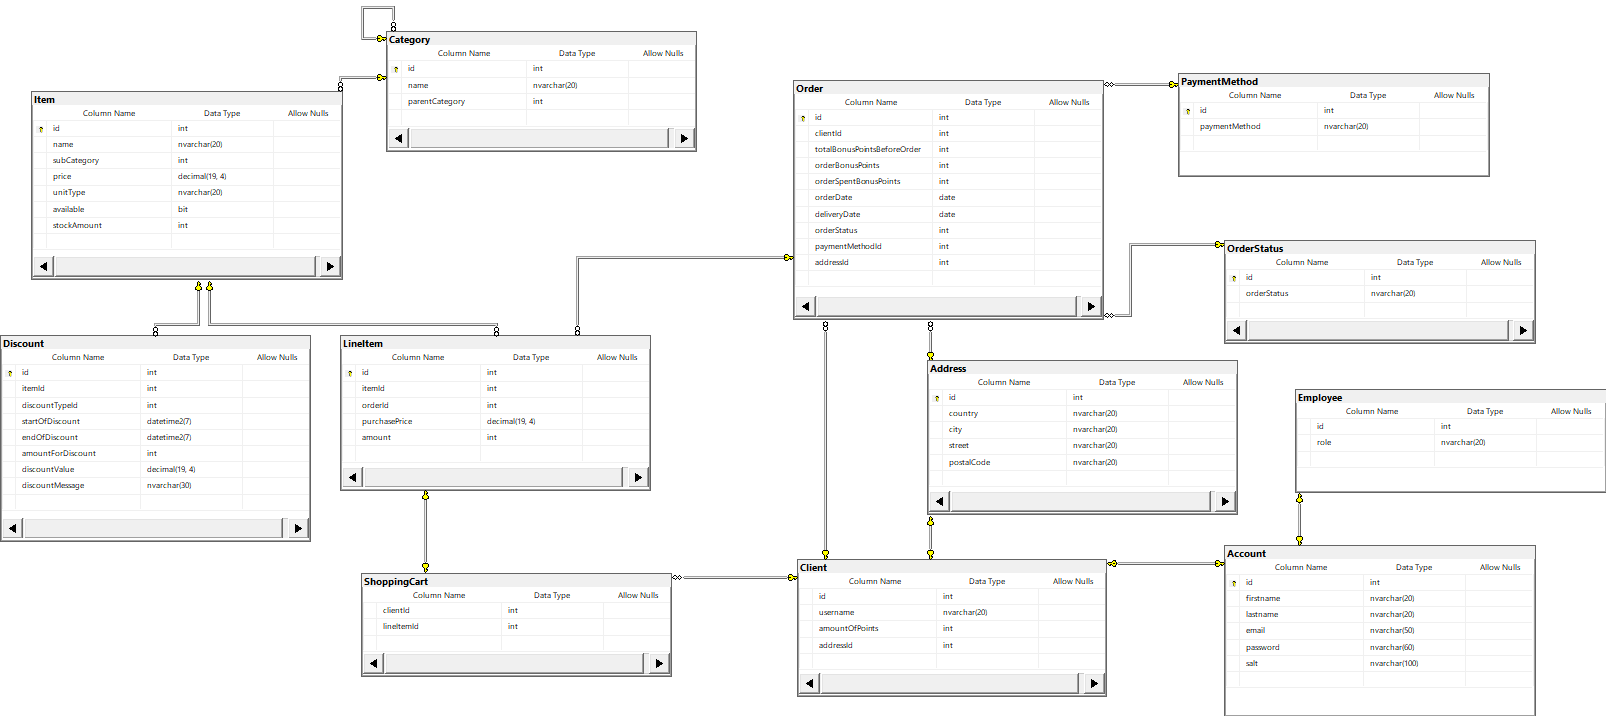 Category
Column Name Data Type Allow Nulls
id int
name nvarchar(20)
parentCategory int
Item
Column Name Data Type Allow Nulls
id int
name nvarchar(20)
subCategory int
price decimal(19, 4)
unitType nvarchar(20)
available bit
stockAmount int
Order
Column Name Data Type Allow Nulls
id int
clientId int
totalBonusPointsBeforeOrder int
orderBonusPoints int
orderSpentBonusPoints int
orderDate date
deliveryDate date
orderStatus int
paymentMethodId int
addressId int
PaymentMethod
Column Name Data Type Allow Nulls
id int
paymentMethod nvarchar(20)
OrderStatus
Column Name Data Type Allow Nulls
id int
orderStatus nvarchar(20)
Discount
Column Name Data Type Allow Nulls
id int
itemId int
discountTypeId int
startOfDiscount datetime2(7)
endOfDiscount datetime2(7)
amountForDiscount int
discountValue decimal(19, 4)
discountMessage nvarchar(30)
LineItem
Column Name Data Type Allow Nulls
id int
itemId int
orderId int
purchasePrice decimal(19, 4)
amount int
Address
Column Name Data Type Allow Nulls
id int
country nvarchar(20)
city nvarchar(20)
street nvarchar(20)
postalCode nvarchar(20)
Employee
Column Name Data Type Allow Nulls
id int
role nvarchar(20)
ShoppingCart
Column Name Data Type Allow Nulls
clientId int
lineItemId int
Client
Column Name Data Type Allow Nulls
id int
username nvarchar(20)
amountOfPoints int
addressId int
Account
Column Name Data Type Allow Nulls
id int
firstname nvarchar(20)
lastname nvarchar(20)
email nvarchar(50)
password nvarchar(60)
salt nvarchar(100)